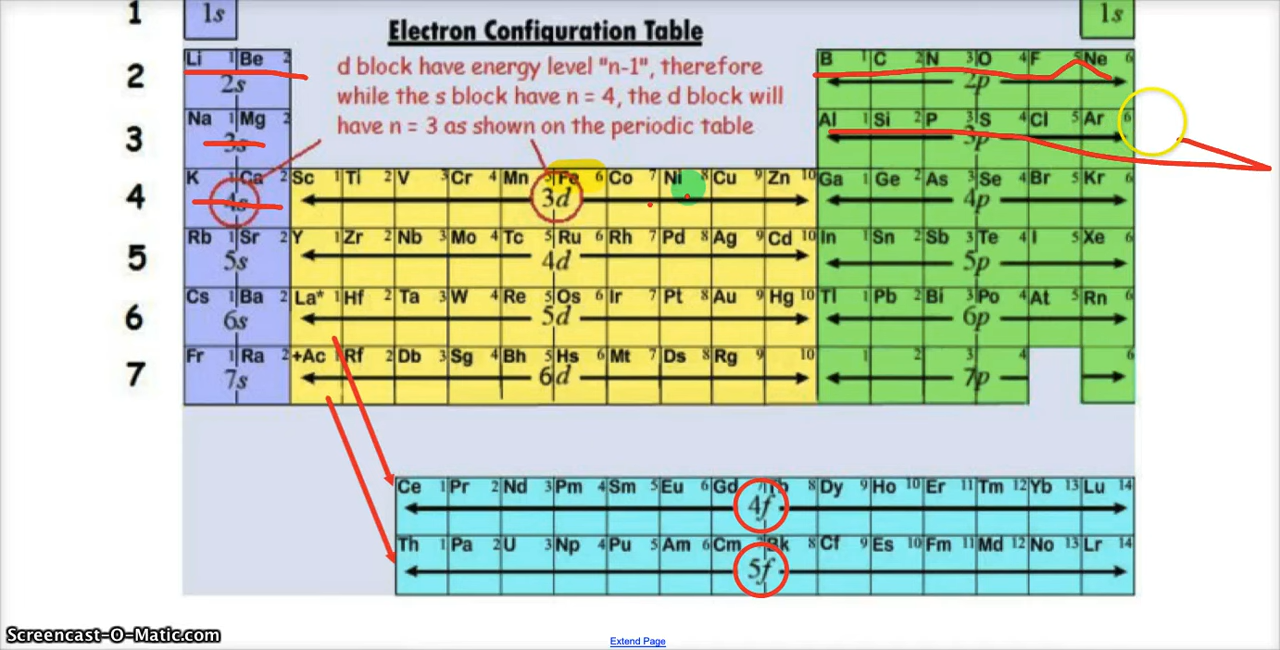 1 1s 1s
Electron Configuration Table
d block have energy level "n-1", therefore
while the s block have n = 4, the d block will
have n = 3 as shown on the periodic table
2 Li 1 Be 2 B 1 C 2 N 3 O 4 F 5 Ne 6
2s 2p
3 Na 1 Mg 2 Al 1 Si 2 P 3 S 4 Cl 5 Ar 6
3s 3p
4 K Ca 2 Sc 1 Ti 2 V 3 Cr 4 Mn 5 Fe 6 Co 7 Ni 8 Cu 9 Zn 10 Ga 1 Ge 2 As 3 Se 4 Br 5 Kr 6
4s 3d 4p
5 Rb 1 Sr 2 Y 1 Zr 2 Nb 3 Mo 4 Tc 5 Ru 6 Rh 7 Pd 8 Ag 9 Cd 10 In 1 Sn 2 Sb 3 Te 4 I 5 Xe 6
5s 4d 5p
6 Cs 1 Ba 2 La* 1 Hf 2 Ta 3 W 4 Re 5 Os 6 Ir 7 Pt 8 Au 9 Hg 10 Tl 1 Pb 2 Bi 3 Po 4 At 5 Rn 6
6s 5d 6p
7 Fr 1 Ra 2 +Ac 1 Rf 2 Db 3 Sg 4 Bh 5 Hs 6 Mt 7 Ds 8 Rg 9 10 1 2 3 4 6
7s 6d 7p
Ce 1 Pr 2 Nd 3 Pm 4 Sm 5 Eu 6 Gd 7 Tb 8 Dy 9 Ho 10 Er 11 Tm 12 Yb 13 Lu 14
4f
Th 1 Pa 2 U 3 Np 4 Pu 5 Am 6 Cm 7 Bk 8 Cf 9 Es 10 Fm 11 Md 12 No 13 Lr 14
5f
Screencast-O-Matic.com
Extend Page